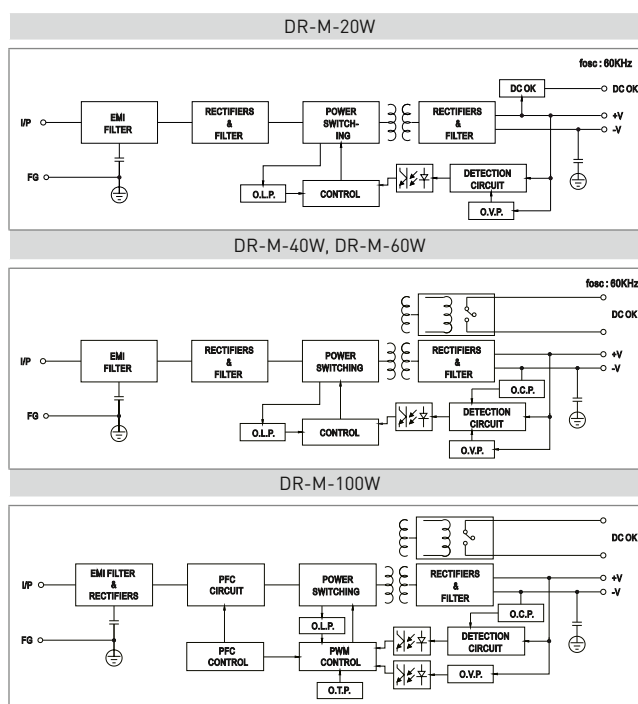 DR-M-20W
fosc : 60KHz
DC OK
DC OK
I/P
EMI
FILTER
RECTIFIERS
&
FILTER
POWER
SWITCH-
ING
RECTIFIERS
&
FILTER
+V
-V
FG
O.L.P.
CONTROL
DETECTION
CIRCUIT
O.V.P.
DR-M-40W, DR-M-60W
fosc : 60KHz
DC OK
I/P
EMI
FILTER
RECTIFIERS
&
FILTER
POWER
SWITCHING
RECTIFIERS
&
FILTER
+V
-V
O.C.P.
FG
O.L.P.
CONTROL
DETECTION
CIRCUIT
O.V.P.
DR-M-100W
DC OK
I/P
EMI FILTER
&
RECTIFIERS
PFC
CIRCUIT
POWER
SWITCHING
RECTIFIERS
&
FILTER
+V
-V
O.C.P.
O.L.P.
FG
PFC
CONTROL
PWM
CONTROL
DETECTION
CIRCUIT
O.V.P.
O.T.P.